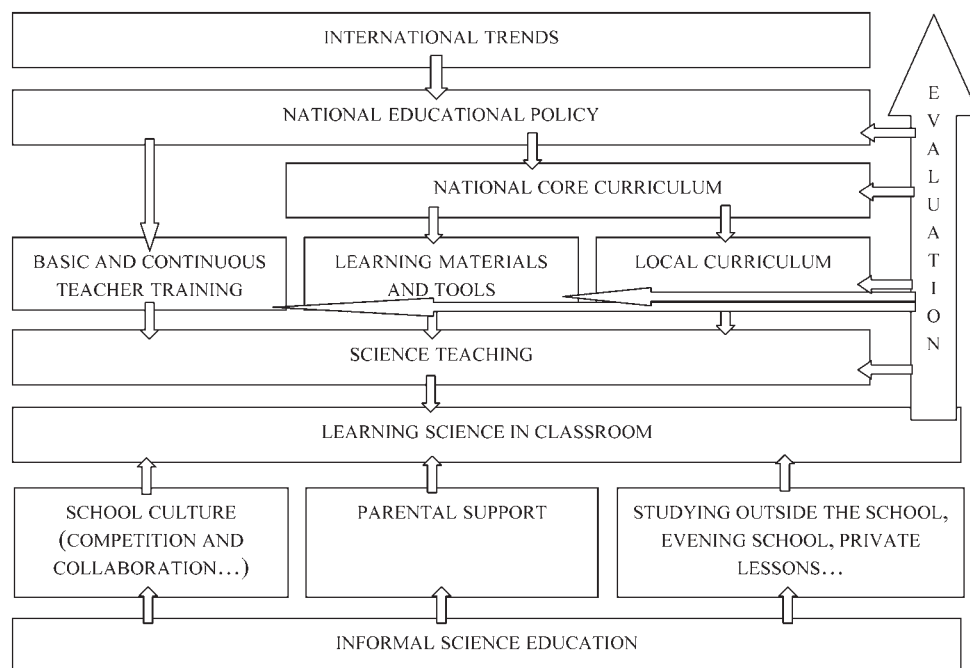 INTERNATIONAL TRENDS
NATIONAL EDUCATIONAL POLICY
NATIONAL CORE CURRICULUM
BASIC AND CONTINUOUS
TEACHER TRAINING
LEARNING MATERIALS
AND TOOLS
LOCAL CURRICULUM
SCIENCE TEACHING
LEARNING SCIENCE IN CLASSROOM
SCHOOL CULTURE
(COMPETITION AND
COLLABORATION…)
PARENTAL SUPPORT
STUDYING OUTSIDE THE SCHOOL,
EVENING SCHOOL, PRIVATE
LESSONS…
INFORMAL SCIENCE EDUCATION
EVALUATION